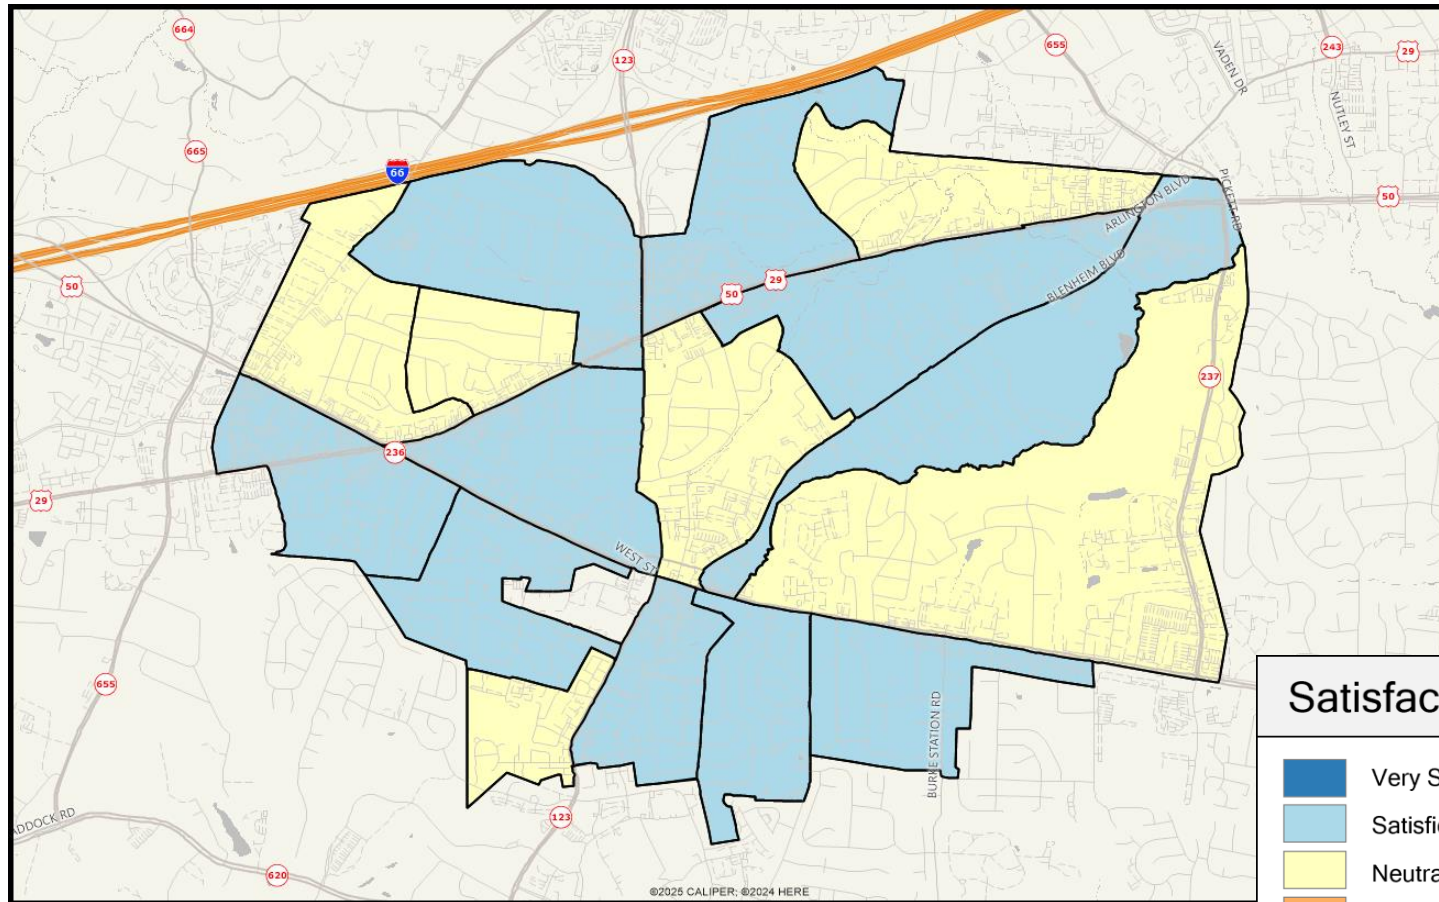 664
123
655
243
29
VADEN DR
NUTLEY ST
665
66
PICKETT RD
50
ARLINGTON BLVD
50
29
50
BLENHEIM BLVD
237
236
29
WEST ST
655
Satisfac
Very S
BURKE STATION RD
Satisfie
ADDOCK RD
123
620
Neutra
©2025 CALIPER; ©2024 HERE